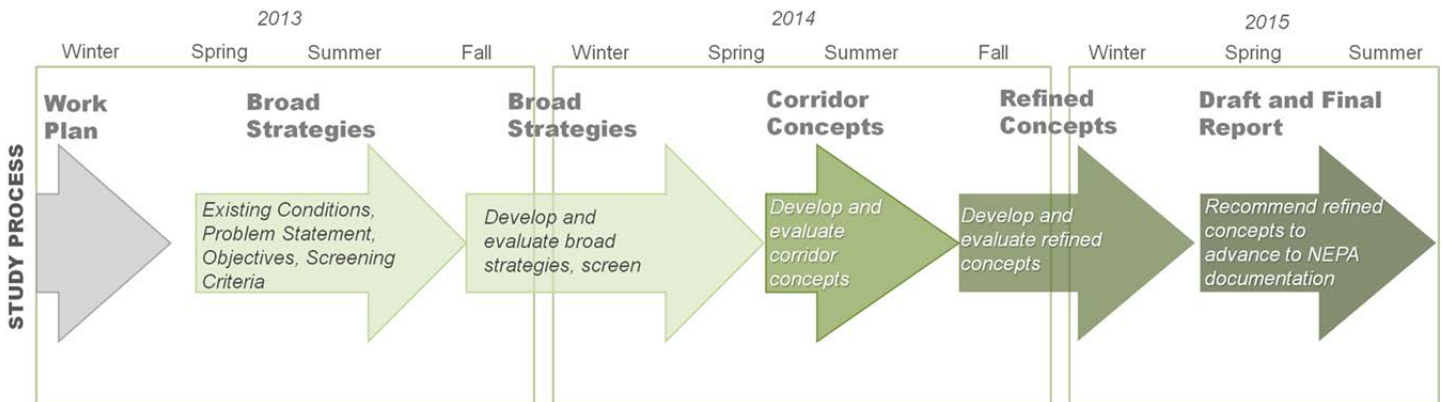 2013
2014
2015
Winter
Spring
Summer
Fall
Winter
Spring
Summer
Fall
Winter
Spring
Summer
STUDY PROCESS
Work
Plan
Broad
Strategies
Existing Conditions,
Problem Statement,
Objectives, Screening
Criteria
Broad
Strategies
Develop and
evaluate broad
strategies, screen
Corridor
Concepts
Develop and
evaluate
corridor
concepts
Refined
Concepts
Develop and
evaluate refined
concepts
Draft and Final
Report
Recommend refined
concepts to
advance to NEPA
documentation